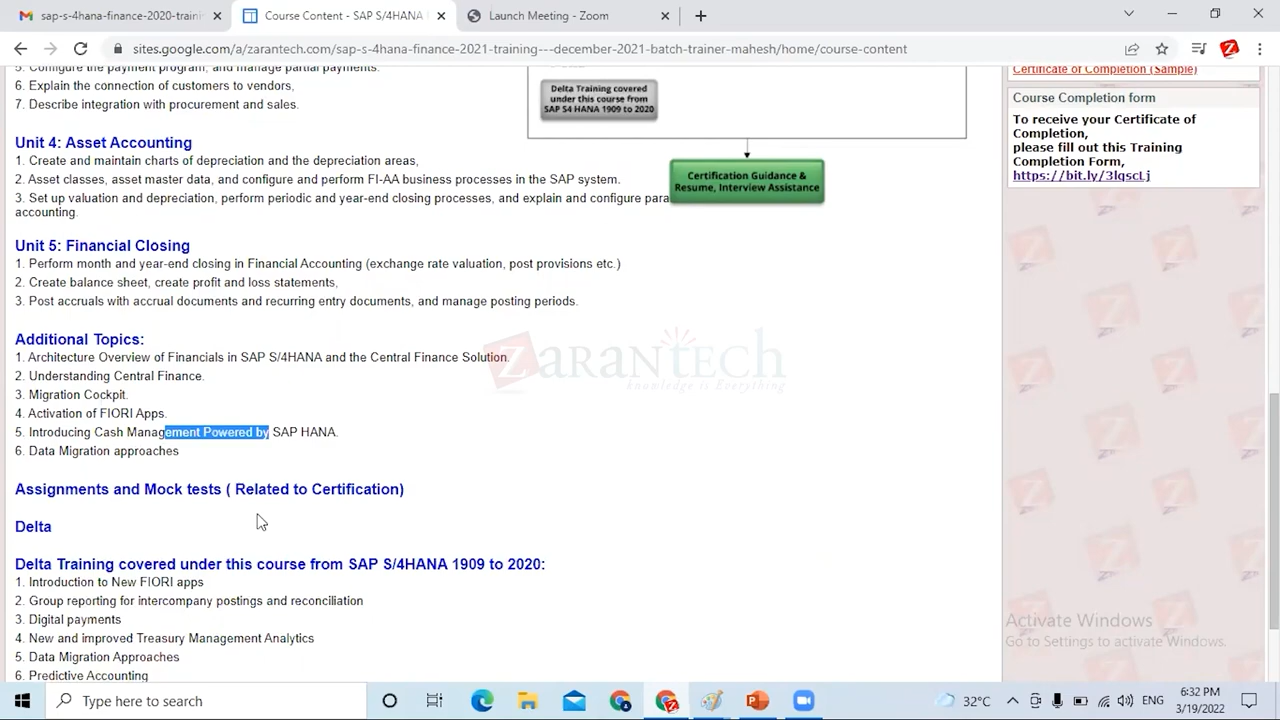 sap-s-4hana-finance-2020-traini
Course Content - SAP S/4HANA
Launch Meeting - Zoom
sites.google.com/a/zarantech.com/sap-s-4hana-finance-2021-training---december-2021-batch-trainer-mahesh/home/course-content
5. Configure the payment program, and manage partial payments.
6. Explain the connection of customers to vendors,
7. Describe integration with procurement and sales.
Unit 4: Asset Accounting
1. Create and maintain charts of depreciation and the depreciation areas,
2. Asset classes, asset master data, and configure and perform FI-AA business processes in the SAP system.
3. Set up valuation and depreciation, perform periodic and year-end closing processes, and explain and configure para
accounting.
Unit 5: Financial Closing
1. Perform month and year-end closing in Financial Accounting (exchange rate valuation, post provisions etc.)
2. Create balance sheet, create profit and loss statements,
3. Post accruals with accrual documents and recurring entry documents, and manage posting periods.
Additional Topics:
1. Architecture Overview of Financials in SAP S/4HANA and the Central Finance Solution.
2. Understanding Central Finance.
3. Migration Cockpit.
4. Activation of FIORI Apps.
5. Introducing Cash Management Powered by SAP HANA.
6. Data Migration approaches
Assignments and Mock tests ( Related to Certification)
Delta
Delta Training covered under this course from SAP S/4HANA 1909 to 2020:
1. Introduction to New FIORI apps
2. Group reporting for intercompany postings and reconciliation
3. Digital payments
4. New and improved Treasury Management Analytics
5. Data Migration Approaches
6. Predictive Accounting
Delta Training covered
under this course from
SAP S4 HANA 1909 to 2020
Certification Guidance &
Resume, Interview Assistance
ZARANTECH
knowledge is Everything
Certificate of Completion (Sample)
Course Completion form
To receive your Certificate of
Completion,
please fill out this Training
Completion Form,
https://bit.ly/3lqscLj
Activate Windows
Go to Settings to activate Windows.
Type here to search
32°C
ENG
6:32 PM
3/19/2022